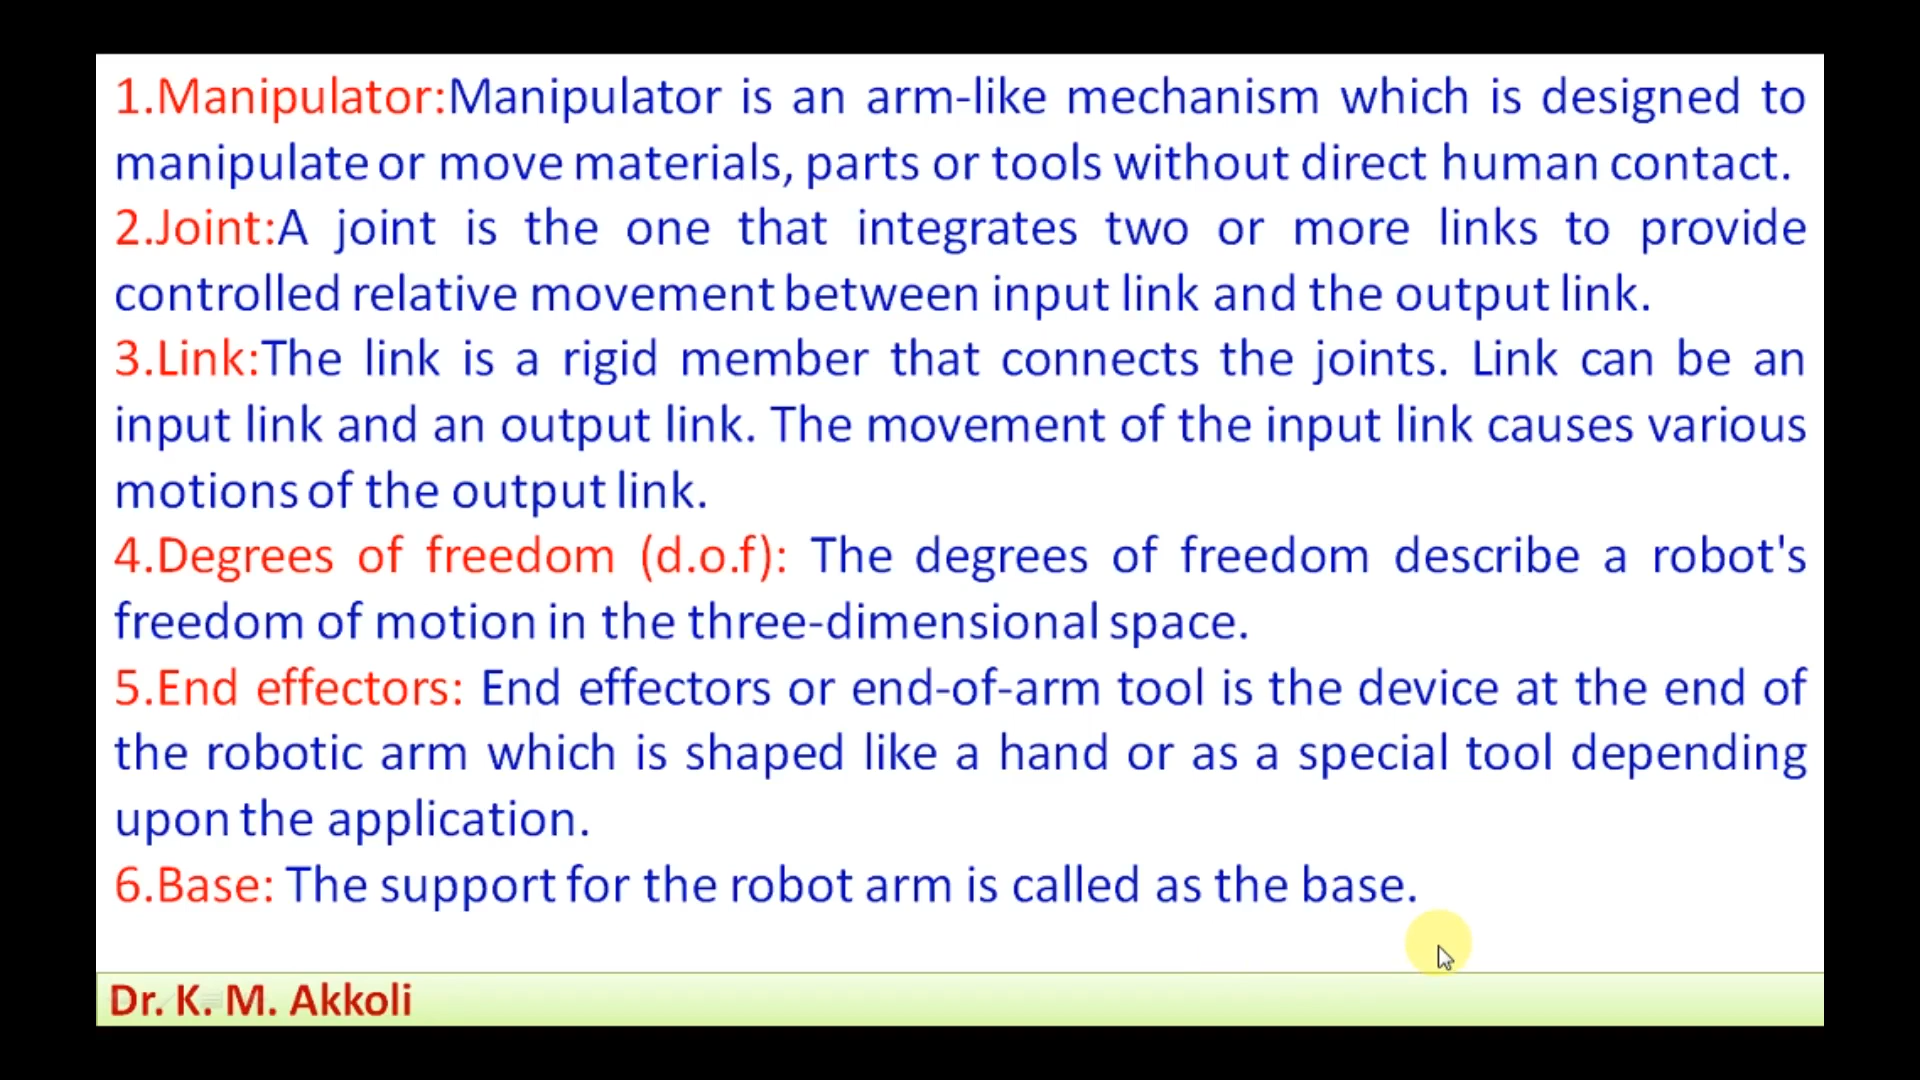 1.Manipulator:Manipulator is an arm-like mechanism which is designed to
manipulate or move materials, parts or tools without direct human contact.
2.Joint:A joint is the one that integrates two or more links to provide
controlled relative movement between input link and the output link.
3.Link:The link is a rigid member that connects the joints. Link can be an
input link and an output link. The movement of the input link causes various
motions of the output link.
4.Degrees of freedom (d.o.f): The degrees of freedom describe a robot's
freedom of motion in the three-dimensional space.
5.End effectors: End effectors or end-of-arm tool is the device at the end of
the robotic arm which is shaped like a hand or as a special tool depending
upon the application.
6.Base: The support for the robot arm is called as the base.
Dr. K. M. Akkoli